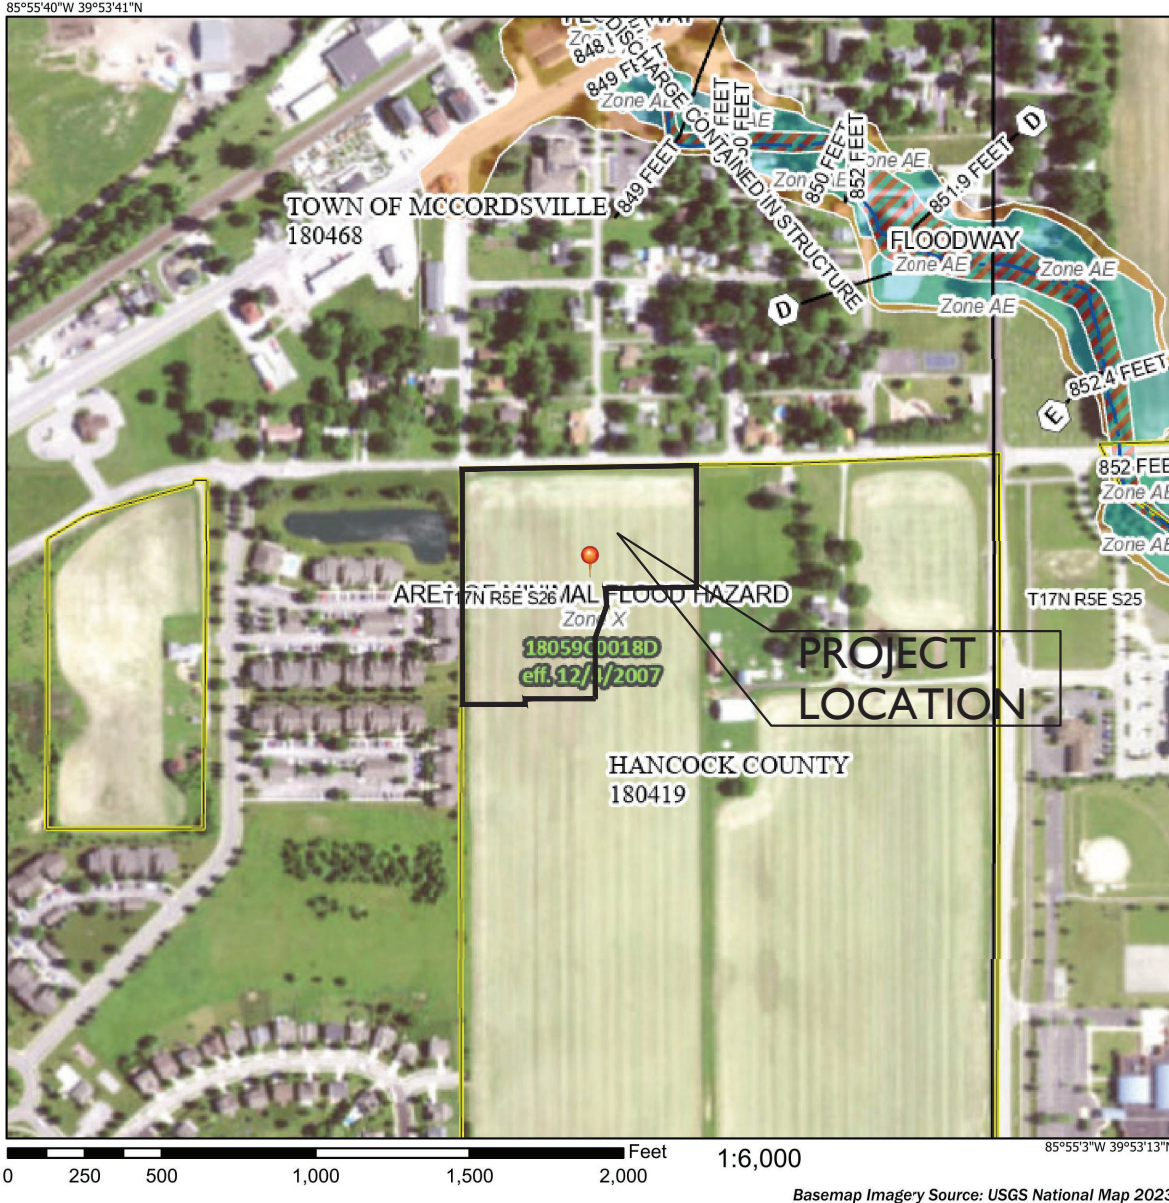 85°55'40"W 39°53'41"N
Zone AE
849 FEET
DISCHARGE CONTAINED IN STRUCTURE
Zone AE
FEET
850 FEET
852 FEET
D
TOWN OF MCCORDSVILLE
180468
849 FEET
851.9 FEET
FLOODWAY
Zone AE
Zone AE
Zone AE
D
852.4 FEET
E
852 FEE
Zone AE
Zone AE
AREA OF MINIMAL FLOOD HAZARD
T17N R5E S26
T17N R5E S25
Zone X
18059C0018D
eff. 12/4/2007
PROJECT
LOCATION
HANCOCK COUNTY
180419
0 250 500 1,000 1,500 2,000 Feet
1:6,000
85°55'3"W 39°53'13"N
Basemap Imagery Source: USGS National Map 2023